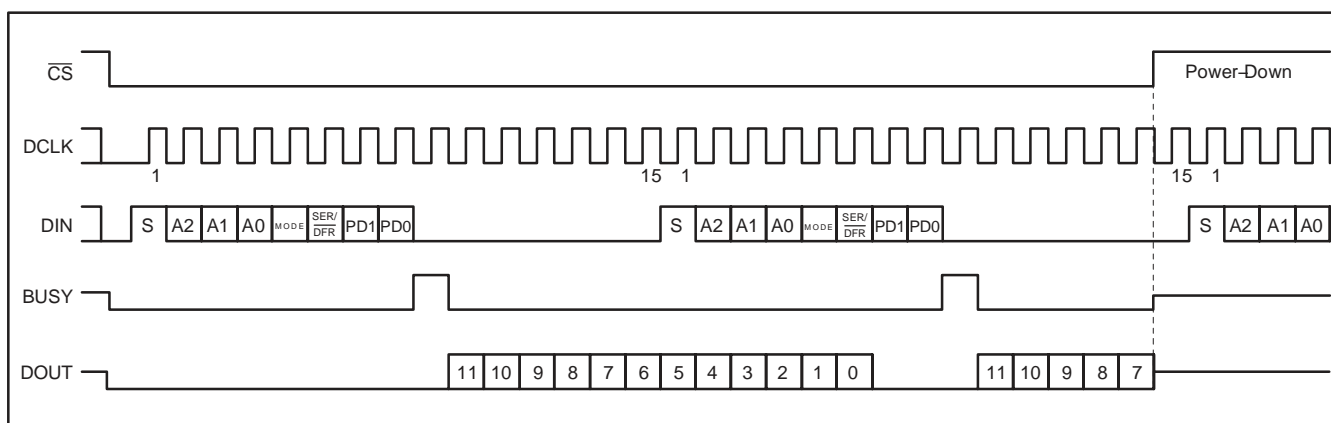 CS Power-Down
DCLK
1 15 1 15 1
DIN S A2 A1 A0 MODE SER/DFR PD1 PD0 S A2 A1 A0 MODE SER/DFR PD1 PD0 S A2 A1 A0
BUSY
DOUT 11 10 9 8 7 6 5 4 3 2 1 0 11 10 9 8 7